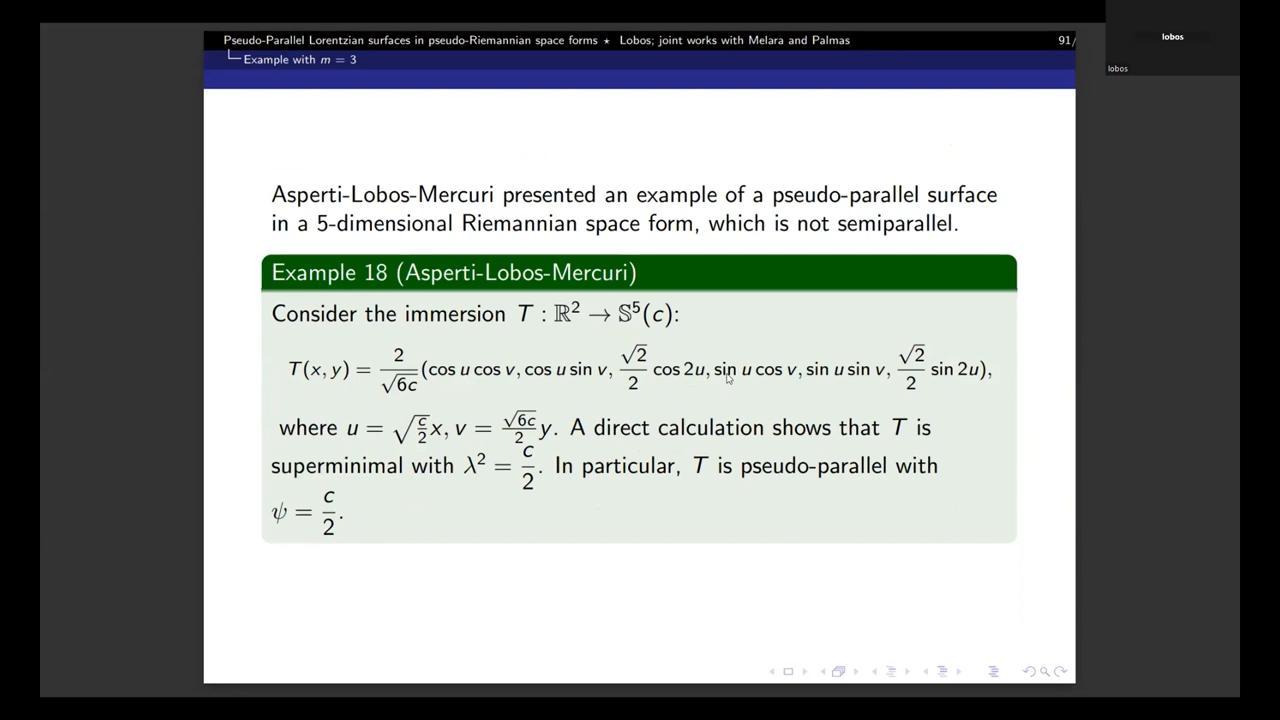 Pseudo-Parallel Lorentzian surfaces in pseudo-Riemannian space forms ⋆ Lobos; joint works with Melara and Palmas 91/
Example with m = 3
lobos
lobos
Asperti-Lobos-Mercuri presented an example of a pseudo-parallel surface
in a 5-dimensional Riemannian space form, which is not semiparallel.
Example 18 (Asperti-Lobos-Mercuri)
Consider the immersion T : ℝ² → 𝕊⁵(c):
T(x, y) = 2/√6c (cos u cos v, cos u sin v, √2/2 cos 2u, sin u cos v, sin u sin v, √2/2 sin 2u),
where u = √(c/2) x, v = √6c/2 y. A direct calculation shows that T is
superminimal with λ² = c/2. In particular, T is pseudo-parallel with
ψ = c/2.